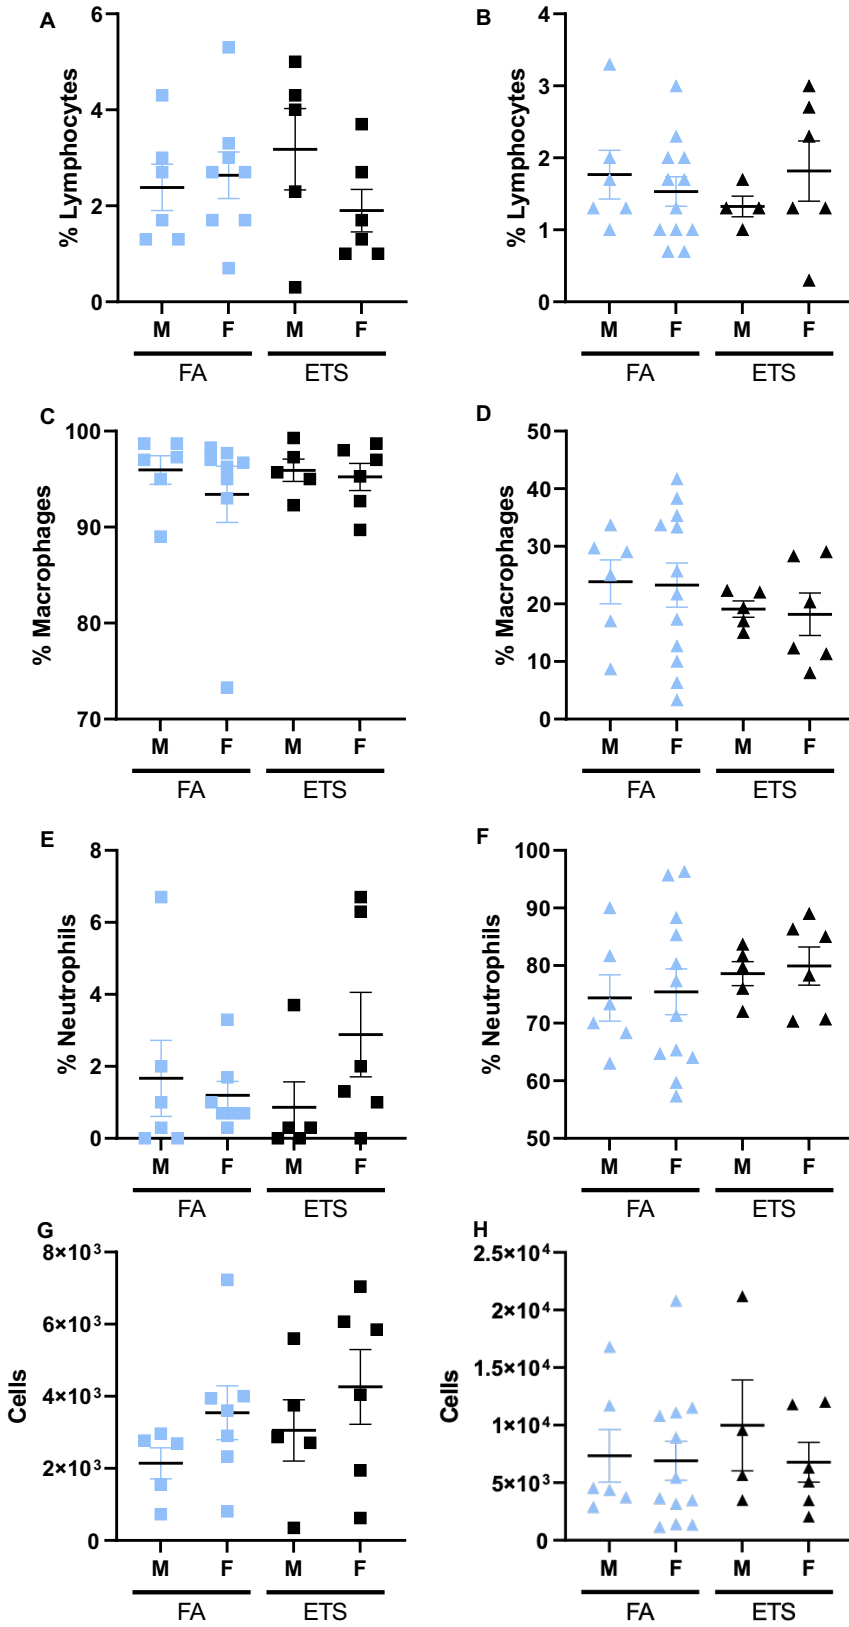 A
% Lymphocytes
6
4
2
0
M F M F
FA ETS
B
% Lymphocytes
4
3
2
1
0
M F M F
FA ETS
C
% Macrophages
100
90
80
70
M F M F
FA ETS
D
% Macrophages
50
40
30
20
10
0
M F M F
FA ETS
E
% Neutrophils
8
6
4
2
0
M F M F
FA ETS
F
% Neutrophils
100
90
80
70
60
50
M F M F
FA ETS
G
Cells
8×10³
6×10³
4×10³
2×10³
0
M F M F
FA ETS
H
Cells
2.5×10⁴
2×10⁴
1.5×10⁴
1×10⁴
5×10³
0
M F M F
FA ETS